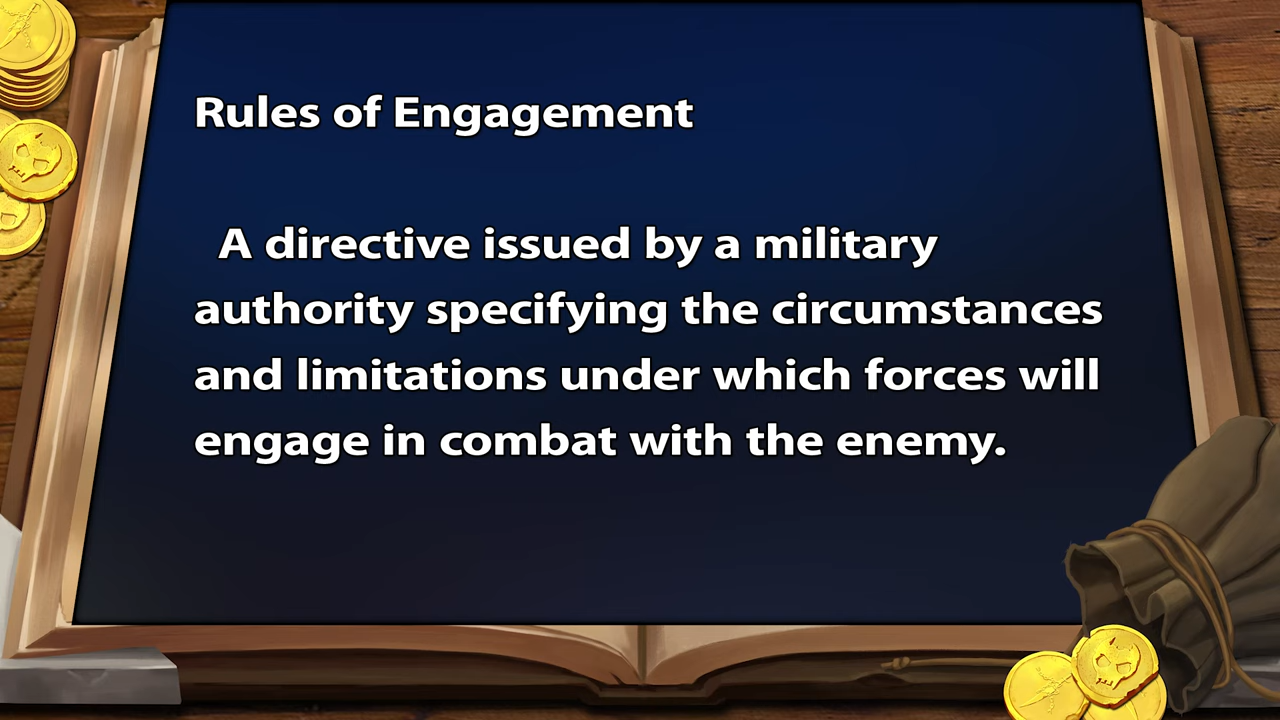 Rules of Engagement
A directive issued by a military
authority specifying the circumstances
and limitations under which forces will
engage in combat with the enemy.